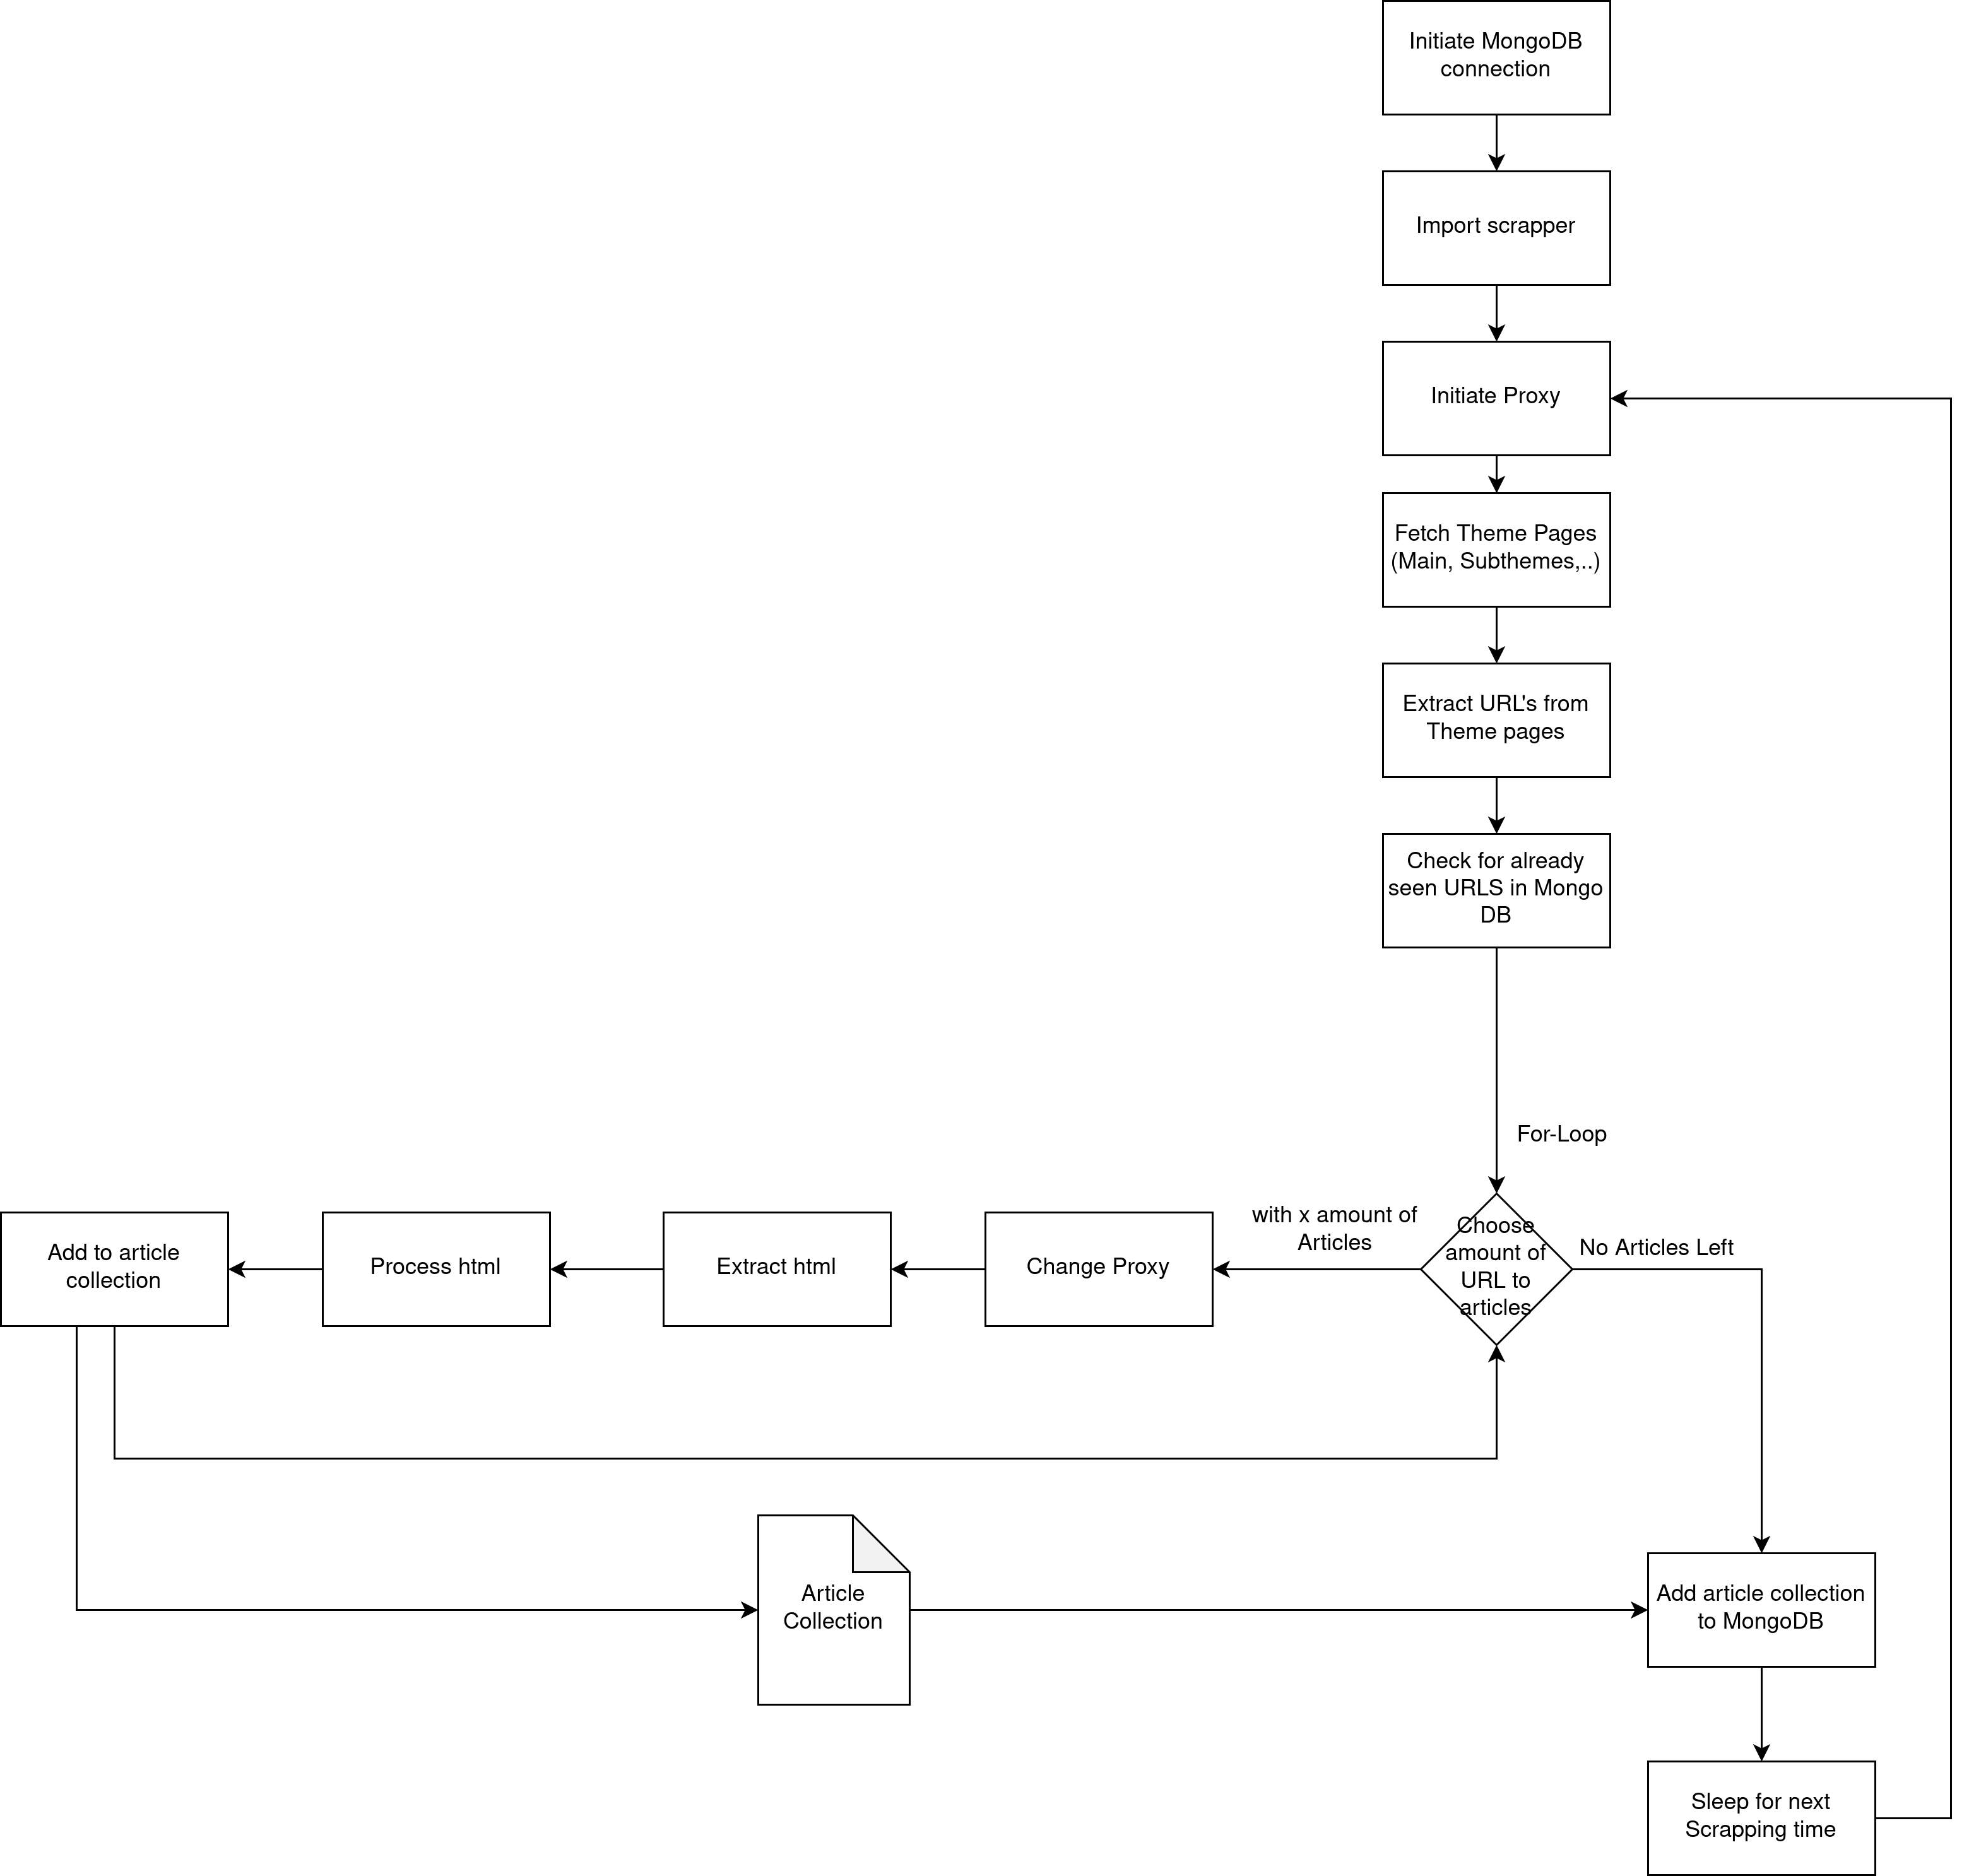 Initiate MongoDB
connection
Import scrapper
Initiate Proxy
Fetch Theme Pages
(Main, Subthemes,..)
Extract URL's from
Theme pages
Check for already
seen URLS in Mongo
DB
For-Loop
Choose
amount of
URL to
articles
with x amount of
Articles
No Articles Left
Change Proxy
Extract html
Process html
Add to article
collection
Article
Collection
Add article collection
to MongoDB
Sleep for next
Scrapping time